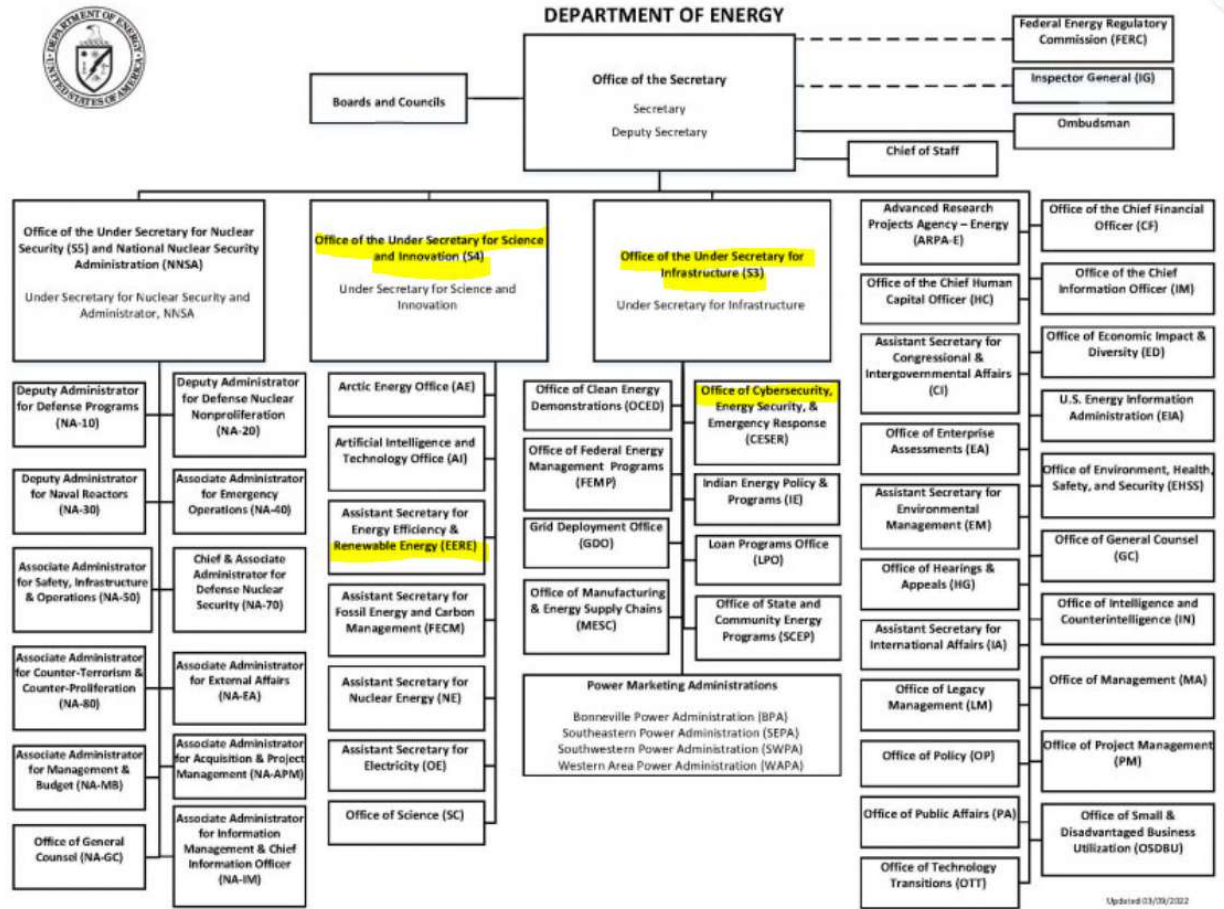 DEPARTMENT OF ENERGY
DEPARTMENT OF ENERGY
UNITED STATES OF AMERICA
Federal Energy Regulatory
Commission (FERC)
Office of the Secretary
Secretary
Deputy Secretary
Inspector General (IG)
Boards and Councils
Ombudsman
Chief of Staff
Office of the Under Secretary for Nuclear
Security (S5) and National Nuclear Security
Administration (NNSA)
Under Secretary for Nuclear Security and
Administrator, NNSA
Deputy Administrator
for Defense Programs
(NA-10)
Deputy Administrator
for Defense Nuclear
Nonproliferation
(NA-20)
Deputy Administrator
for Naval Reactors
(NA-30)
Associate Administrator
for Emergency
Operations (NA-40)
Associate Administrator
for Safety, Infrastructure
& Operations (NA-50)
Chief & Associate
Administrator for
Defense Nuclear
Security (NA-70)
Associate Administrator
for Counter-Terrorism &
Counter-Proliferation
(NA-80)
Associate Administrator
for External Affairs
(NA-EA)
Associate Administrator
for Management &
Budget (NA-MB)
Associate Administrator
for Acquisition & Project
Management (NA-APM)
Office of General
Counsel (NA-GC)
Associate Administrator
for Information
Management & Chief
Information Officer
(NA-IM)
Office of the Under Secretary for Science
and Innovation (S4)
Under Secretary for Science and
Innovation
Arctic Energy Office (AE)
Artificial Intelligence and
Technology Office (AI)
Assistant Secretary for
Energy Efficiency &
Renewable Energy (EERE)
Assistant Secretary for
Fossil Energy and Carbon
Management (FECM)
Assistant Secretary for
Nuclear Energy (NE)
Assistant Secretary for
Electricity (OE)
Office of Science (SC)
Office of the Under Secretary for
Infrastructure (S3)
Under Secretary for Infrastructure
Office of Clean Energy
Demonstrations (OCED)
Office of Cybersecurity,
Energy Security, &
Emergency Response
(CESER)
Office of Federal Energy
Management Programs
(FEMP)
Indian Energy Policy &
Programs (IE)
Grid Deployment Office
(GDO)
Loan Programs Office
(LPO)
Office of Manufacturing
& Energy Supply Chains
(MESC)
Office of State and
Community Energy
Programs (SCEP)
Power Marketing Administrations
Bonneville Power Administration (BPA)
Southeastern Power Administration (SEPA)
Southwestern Power Administration (SWPA)
Western Area Power Administration (WAPA)
Advanced Research
Projects Agency – Energy
(ARPA-E)
Office of the Chief Financial
Officer (CF)
Office of the Chief Human
Capital Officer (HC)
Office of the Chief
Information Officer (IM)
Assistant Secretary for
Congressional &
Intergovernmental Affairs
(CI)
Office of Economic Impact &
Diversity (ED)
U.S. Energy Information
Administration (EIA)
Office of Enterprise
Assessments (EA)
Office of Environment, Health,
Safety, and Security (EHSS)
Assistant Secretary for
Environmental
Management (EM)
Office of General Counsel
(GC)
Office of Hearings &
Appeals (HG)
Office of Intelligence and
Counterintelligence (IN)
Assistant Secretary for
International Affairs (IA)
Office of Management (MA)
Office of Legacy
Management (LM)
Office of Project Management
(PM)
Office of Policy (OP)
Office of Public Affairs (PA)
Office of Small &
Disadvantaged Business
Utilization (OSDBU)
Office of Technology
Transitions (OTT)
Updated 03/09/2022